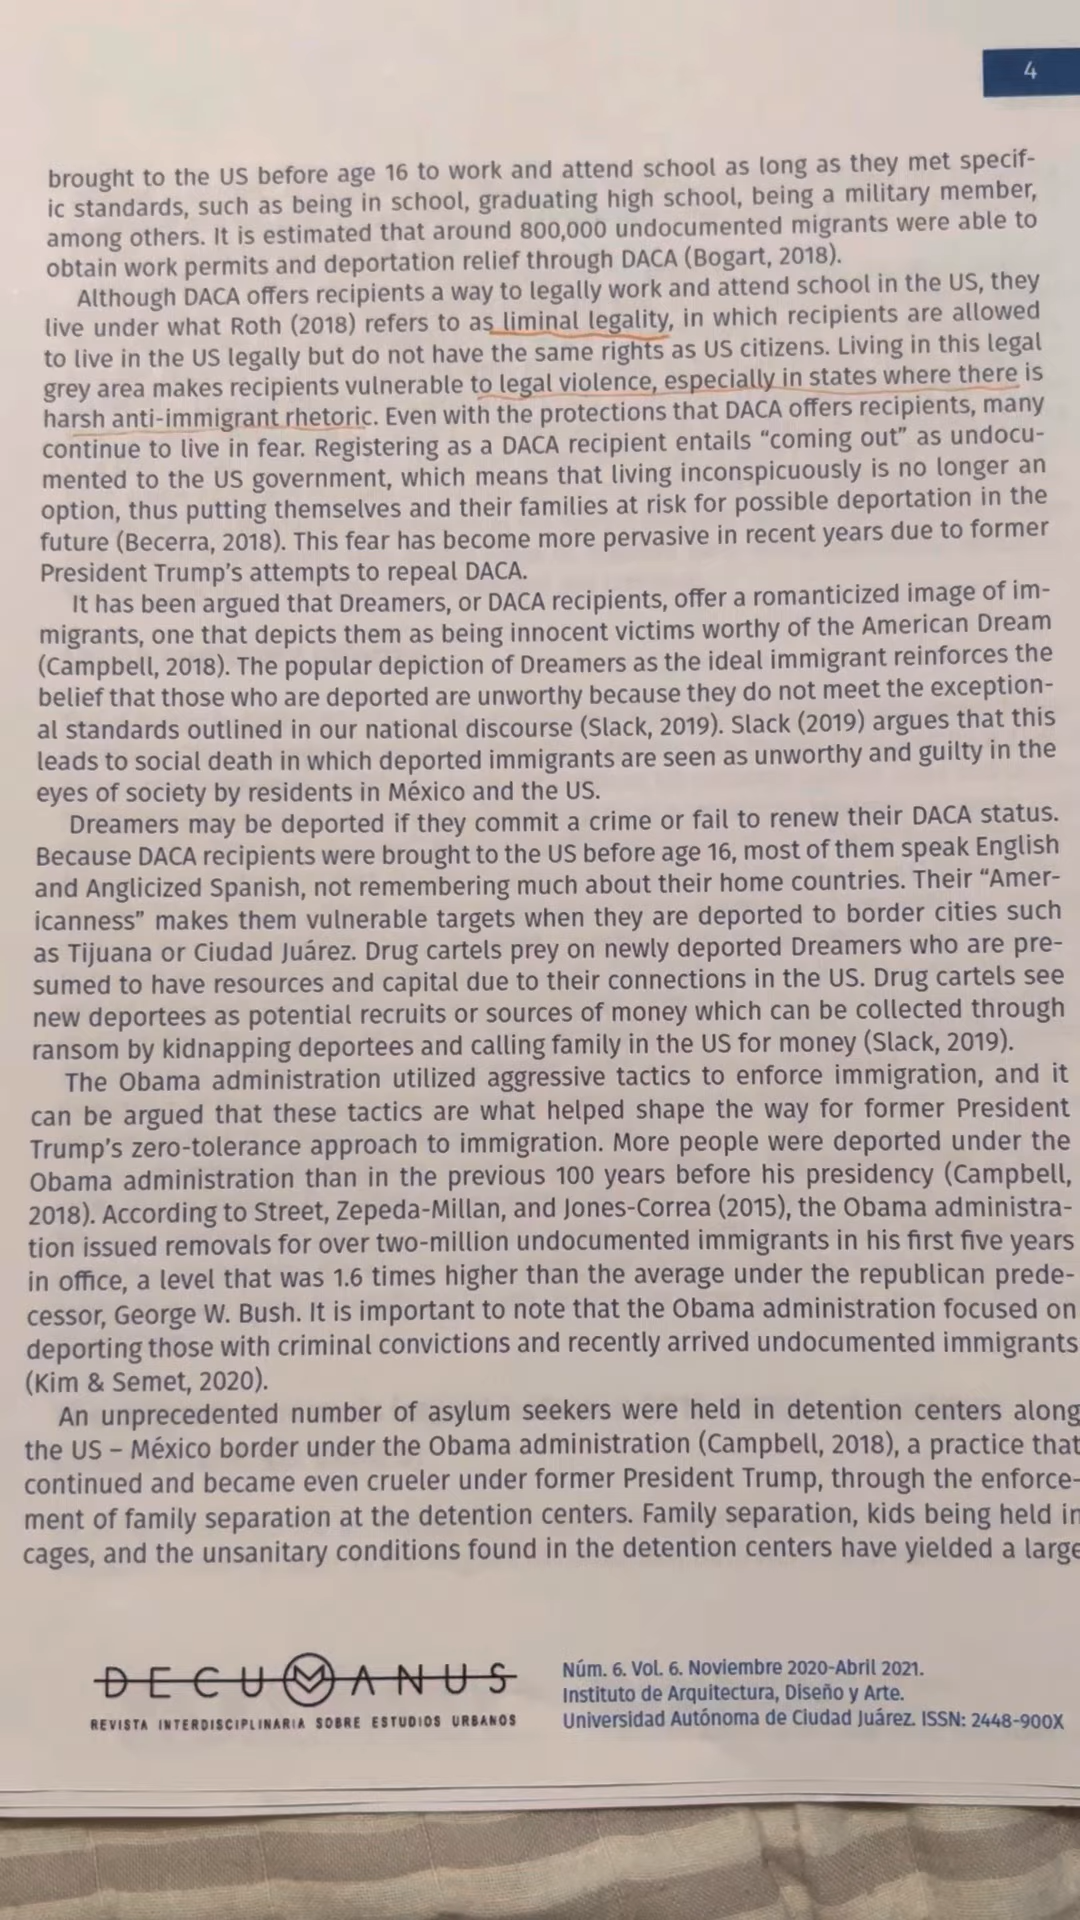 4
brought to the US before age 16 to work and attend school as long as they met specif-
ic standards, such as being in school, graduating high school, being a military member,
among others. It is estimated that around 800,000 undocumented migrants were able to
obtain work permits and deportation relief through DACA (Bogart, 2018).
Although DACA offers recipients a way to legally work and attend school in the US, they
live under what Roth (2018) refers to as liminal legality, in which recipients are allowed
to live in the US legally but do not have the same rights as US citizens. Living in this legal
grey area makes recipients vulnerable to legal violence, especially in states where there is
harsh anti-immigrant rhetoric. Even with the protections that DACA offers recipients, many
continue to live in fear. Registering as a DACA recipient entails “coming out” as undocu-
mented to the US government, which means that living inconspicuously is no longer an
option, thus putting themselves and their families at risk for possible deportation in the
future (Becerra, 2018). This fear has become more pervasive in recent years due to former
President Trump’s attempts to repeal DACA.
It has been argued that Dreamers, or DACA recipients, offer a romanticized image of im-
migrants, one that depicts them as being innocent victims worthy of the American Dream
(Campbell, 2018). The popular depiction of Dreamers as the ideal immigrant reinforces the
belief that those who are deported are unworthy because they do not meet the exception-
al standards outlined in our national discourse (Slack, 2019). Slack (2019) argues that this
leads to social death in which deported immigrants are seen as unworthy and guilty in the
eyes of society by residents in México and the US.
Dreamers may be deported if they commit a crime or fail to renew their DACA status.
Because DACA recipients were brought to the US before age 16, most of them speak English
and Anglicized Spanish, not remembering much about their home countries. Their “Amer-
icanness” makes them vulnerable targets when they are deported to border cities such
as Tijuana or Ciudad Juárez. Drug cartels prey on newly deported Dreamers who are pre-
sumed to have resources and capital due to their connections in the US. Drug cartels see
new deportees as potential recruits or sources of money which can be collected through
ransom by kidnapping deportees and calling family in the US for money (Slack, 2019).
The Obama administration utilized aggressive tactics to enforce immigration, and it
can be argued that these tactics are what helped shape the way for former President
Trump’s zero-tolerance approach to immigration. More people were deported under the
Obama administration than in the previous 100 years before his presidency (Campbell,
2018). According to Street, Zepeda-Millan, and Jones-Correa (2015), the Obama administra-
tion issued removals for over two-million undocumented immigrants in his first five years
in office, a level that was 1.6 times higher than the average under the republican prede-
cessor, George W. Bush. It is important to note that the Obama administration focused on
deporting those with criminal convictions and recently arrived undocumented immigrants
(Kim & Semet, 2020).
An unprecedented number of asylum seekers were held in detention centers along
the US – México border under the Obama administration (Campbell, 2018), a practice that
continued and became even crueler under former President Trump, through the enforce-
ment of family separation at the detention centers. Family separation, kids being held in
cages, and the unsanitary conditions found in the detention centers have yielded a large
DECUMANUS
REVISTA INTERDISCIPLINARIA SOBRE ESTUDIOS URBANOS
Núm. 6. Vol. 6. Noviembre 2020-Abril 2021.
Instituto de Arquitectura, Diseño y Arte.
Universidad Autónoma de Ciudad Juárez. ISSN: 2448-900X